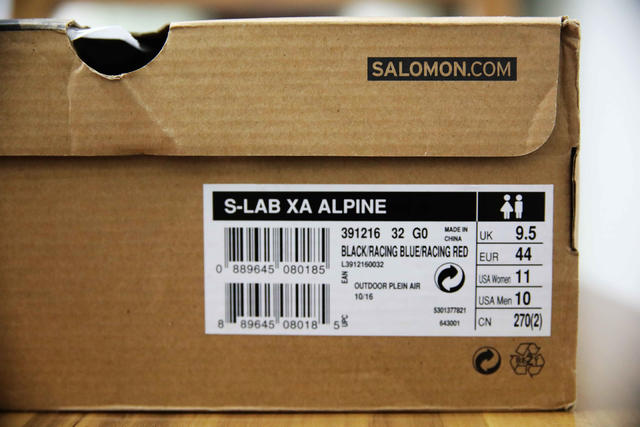 SALOMON.COM
S-LAB XA ALPINE
391216 32 G0
MADE IN CHINA
BLACK/RACING BLUE/RACING RED
L3912160032
0 889645 080185
EAN
OUTDOOR PLEIN AIR
10/16
5301377821
643001
8 89645 08018 5
UPC
UK 9.5
EUR 44
USA Women 11
USA Men 10
CN 270(2)